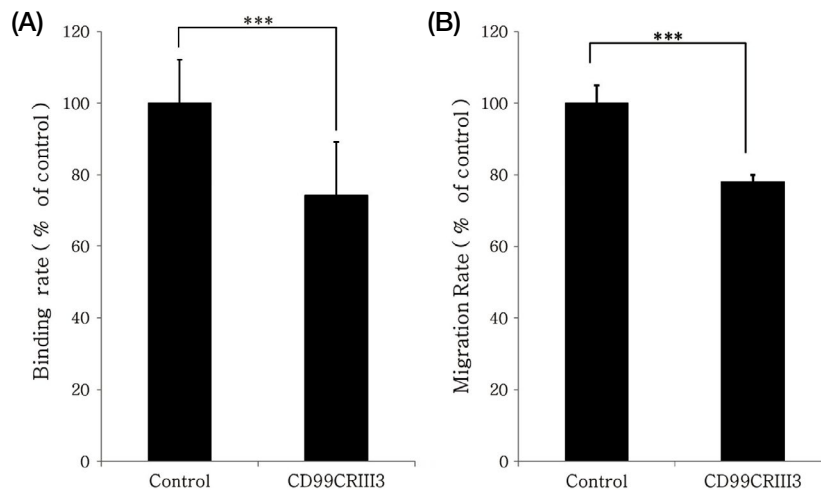 (A)
120
100
80
60
40
20
0
Binding rate ( % of control )
***
Control
CD99CRIII3
(B)
120
100
80
60
40
20
0
Migration Rate ( % of control )
***
Control
CD99CRIII3